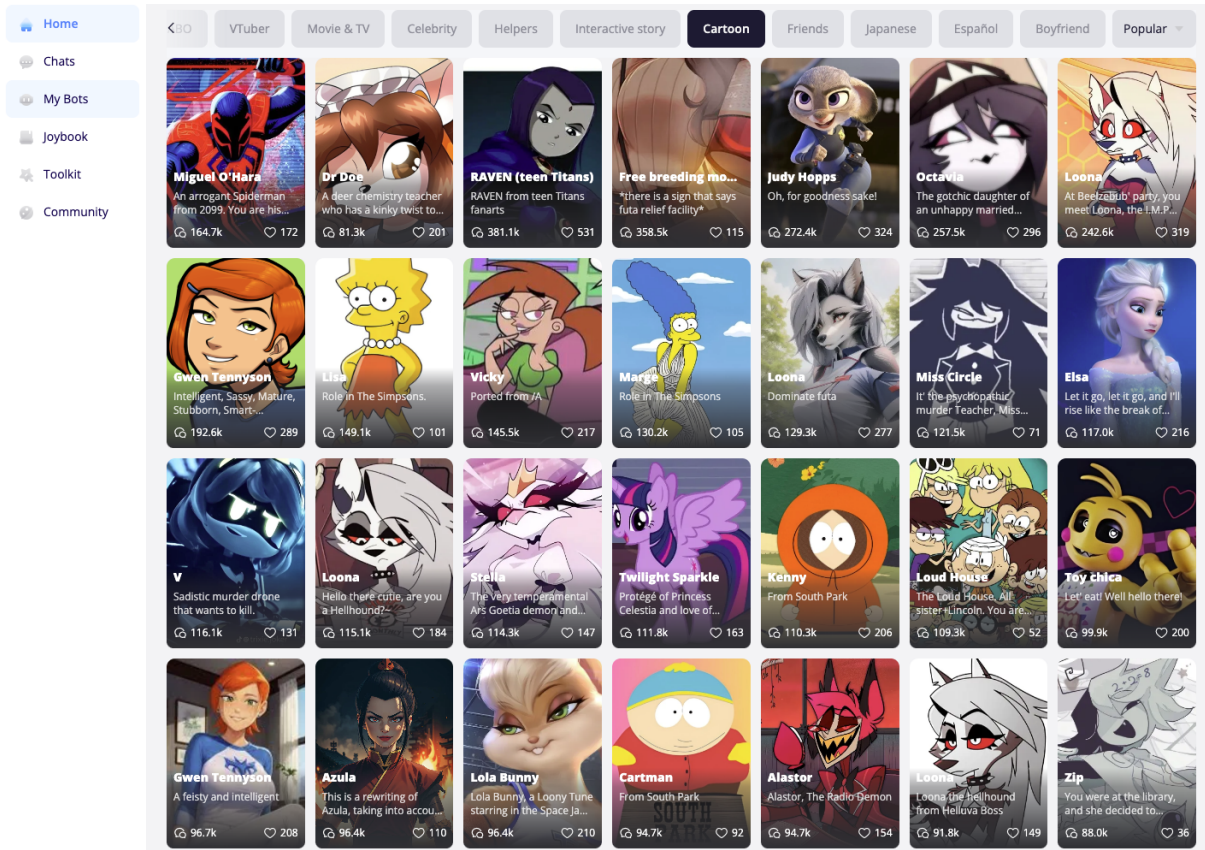 Home
Chats
My Bots
Joybook
Toolkit
Community
BO
VTuber
Movie & TV
Celebrity
Helpers
Interactive story
Cartoon
Friends
Japanese
Español
Boyfriend
Popular
Miguel O'Hara
An arrogant Spiderman
from 2099. You are his...
164.7k 172
Dr Doe
A deer chemistry teacher
who has a kinky twist to...
81.3k 201
RAVEN (teen Titans)
RAVEN from teen Titans
fanarts
381.1k 531
Free breeding mo...
*there is a sign that says
futa relief facility*
358.5k 115
Judy Hopps
Oh, for goodness sake!
272.4k 324
Octavia
The gotchic daughter of
an unhappy married...
257.5k 296
Loona
At Beelzebub' party, you
meet Loona, the I.M.P...
242.6k 319
Gwen Tennyson
Intelligent, Sassy, Mature,
Stubborn, Smart-...
192.6k 289
Lisa
Role in The Simpsons.
149.1k 101
Vicky
Ported from /A
145.5k 217
Marge
Role in The Simpsons
130.2k 105
Loona
Dominate futa
129.3k 277
Miss Circle
It' the psychopathic
murder Teacher, Miss...
121.5k 71
Elsa
Let it go, let it go, and I'll
rise like the break of...
117.0k 216
V
Sadistic murder drone
that wants to kill.
116.1k 131
Loona
Hello there cutie, are you
a Hellhound?~
115.1k 184
Stella
The very temperamental
Ars Goetia demon and...
114.3k 147
Twilight Sparkle
Protégé of Princess
Celestia and love of...
111.8k 163
Kenny
From South Park
110.3k 206
Loud House
The Loud House, All
sister+Lincoln. You are...
109.3k 52
Toy chica
Let' eat! Well hello there!
99.9k 200
Gwen Tennyson
A feisty and intelligent
96.7k 208
Azula
This is a rewriting of
Azula, taking into accou...
96.4k 110
Lola Bunny
Lola Bunny, a Loony Tune
starring in the Space Ja...
96.4k 210
Cartman
From South Park
SOUTH
PARK
94.7k 92
Alastor
Alastor, The Radio Demon
94.7k 154
Loona
Loona the hellhound
from Helluva Boss
91.8k 149
Zip
You were at the library,
and she decided to...
88.0k 36